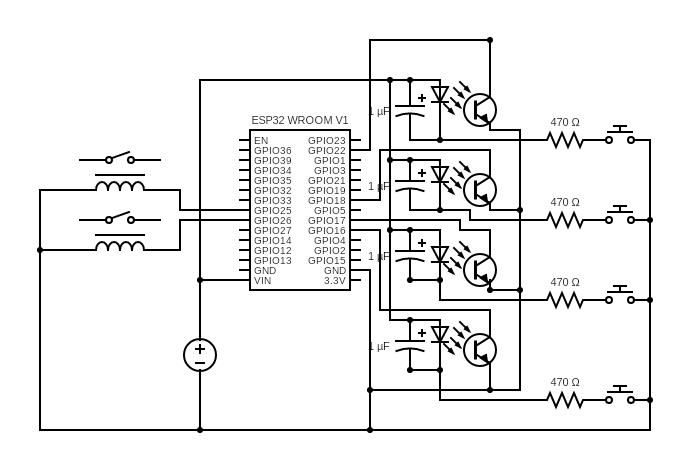 ESP32 WROOM V1
EN GPIO23
GPIO36 GPIO22
GPIO39 GPIO1
GPIO34 GPIO3
GPIO35 GPIO21
GPIO32 GPIO19
GPIO33 GPIO18
GPIO25 GPIO5
GPIO26 GPIO17
GPIO27 GPIO16
GPIO14 GPIO4
GPIO12 GPIO2
GPIO13 GPIO15
GND GND
VIN 3.3V
1 µF
470 Ω
1 µF
470 Ω
1 µF
470 Ω
1 µF
470 Ω